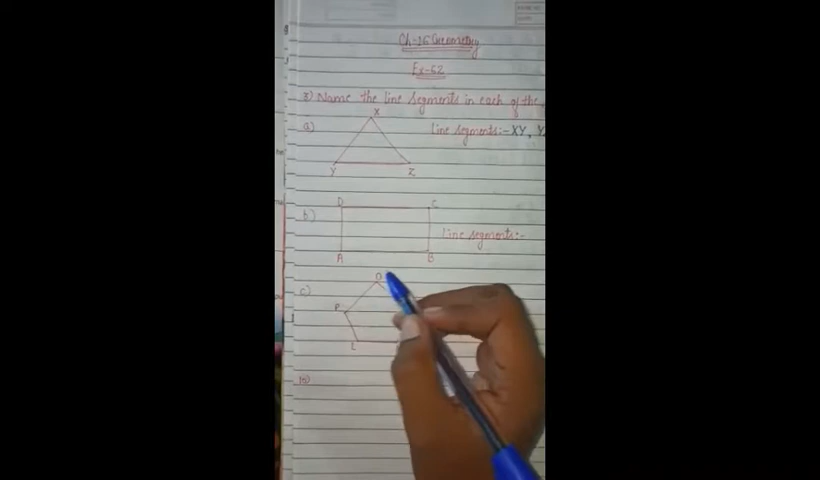 Ch-16 Geometry
Ex-62
3) Name the line segments in each of the
X
a)
Line segments:- XY, Y
Y Z
D C
b)
Line segments:-
A B
O
c)
P
L